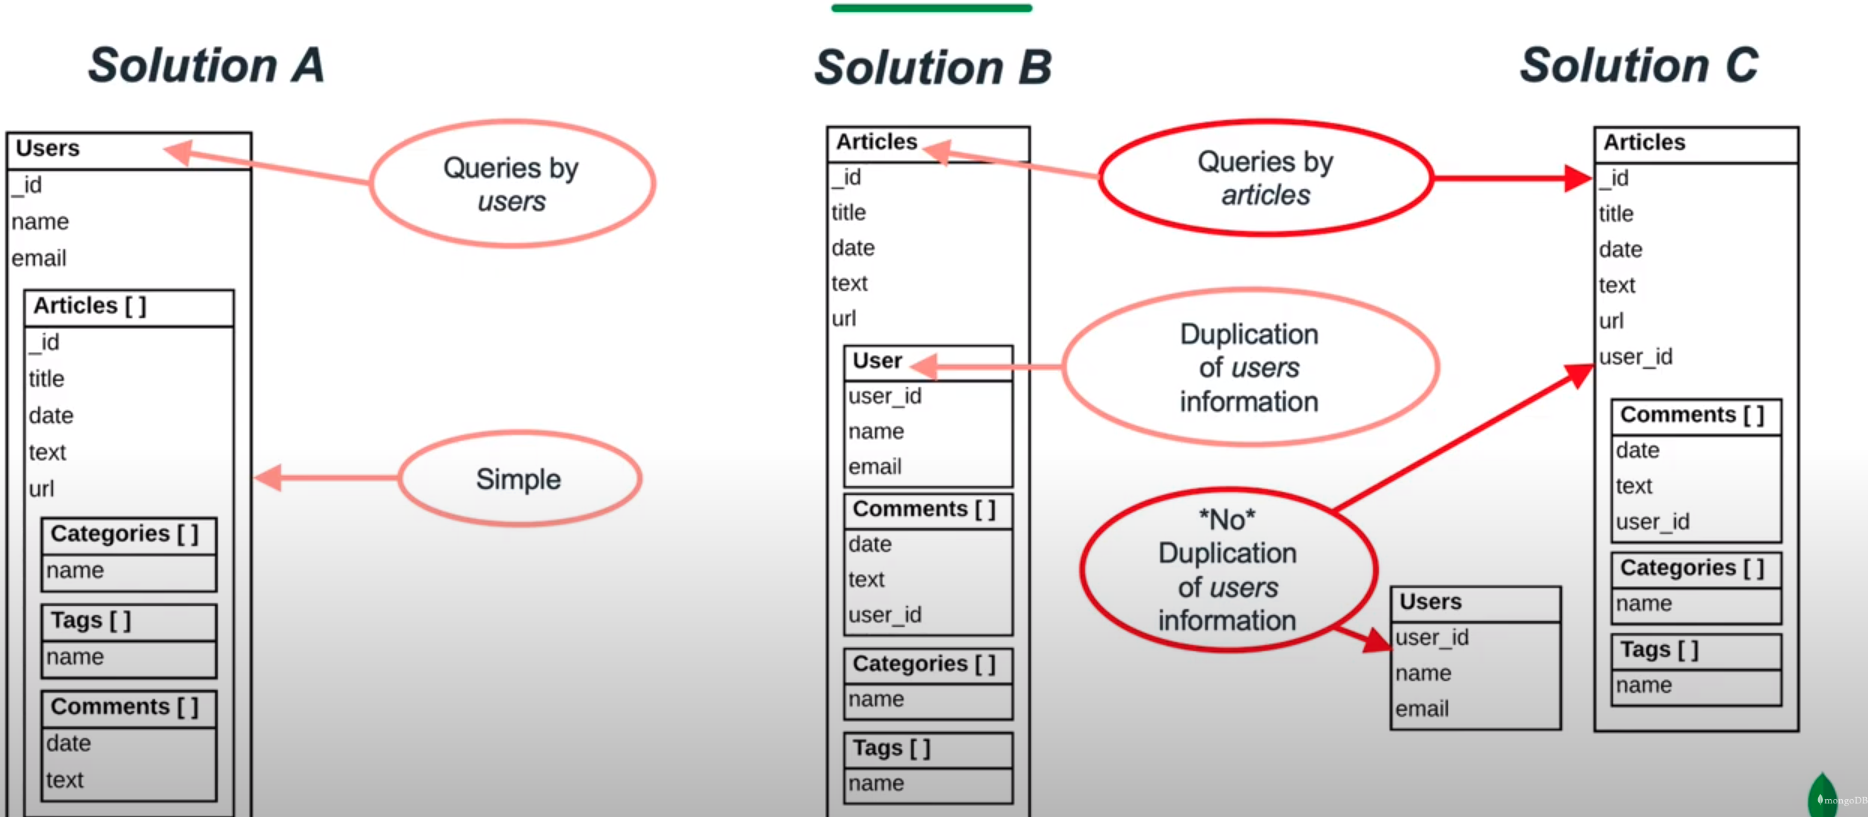 Solution A
Users
_id
name
email
Articles [ ]
_id
title
date
text
url
Categories [ ]
name
Tags [ ]
name
Comments [ ]
date
text
Queries by
users
Simple
Solution B
Articles
_id
title
date
text
url
User
user_id
name
email
Comments [ ]
date
text
user_id
Categories [ ]
name
Tags [ ]
name
Queries by
articles
Duplication
of users
information
*No*
Duplication
of users
information
Solution C
Users
user_id
name
email
Articles
_id
title
date
text
url
user_id
Comments [ ]
date
text
user_id
Categories [ ]
name
Tags [ ]
name
mongoDB